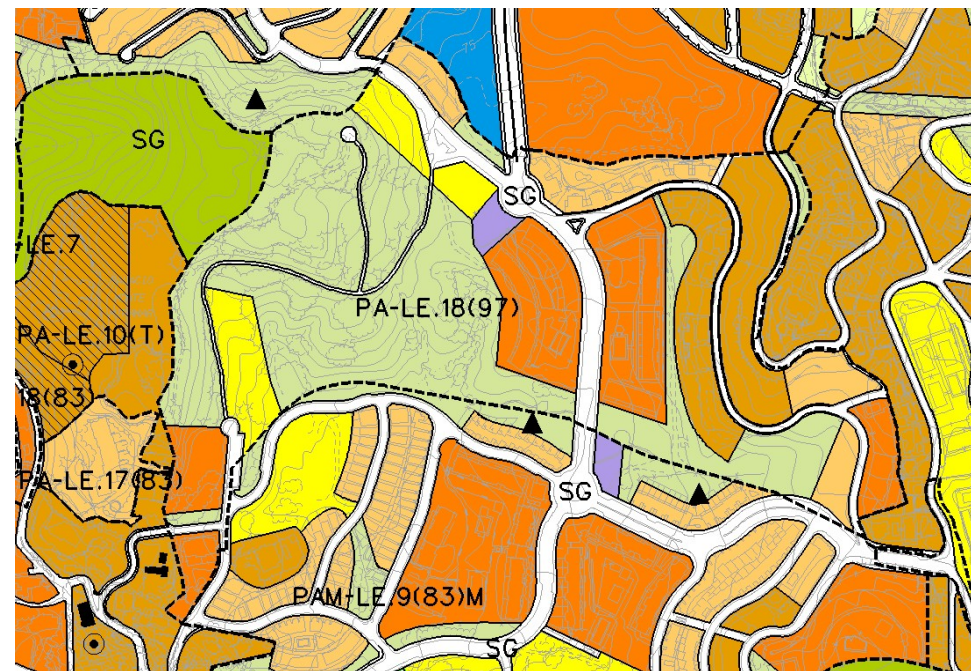 SG
SG
-LE.7
PA-LE.18(97)
PA-LE.10(T)
18(83)
PA-LE.17(83)
SG
PAM-LE.9(83)M
SG